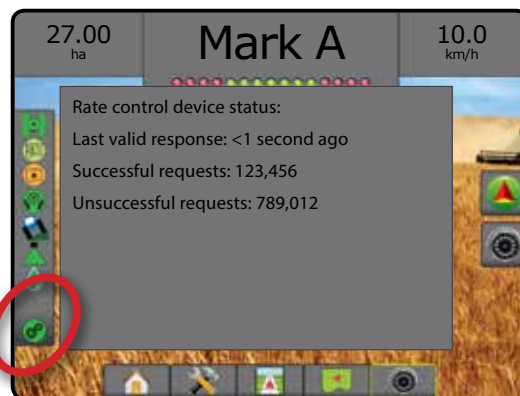 27.00
ha
Mark A
10.0
km/h
Rate control device status:
Last valid response: <1 second ago
Successful requests: 123,456
Unsuccessful requests: 789,012